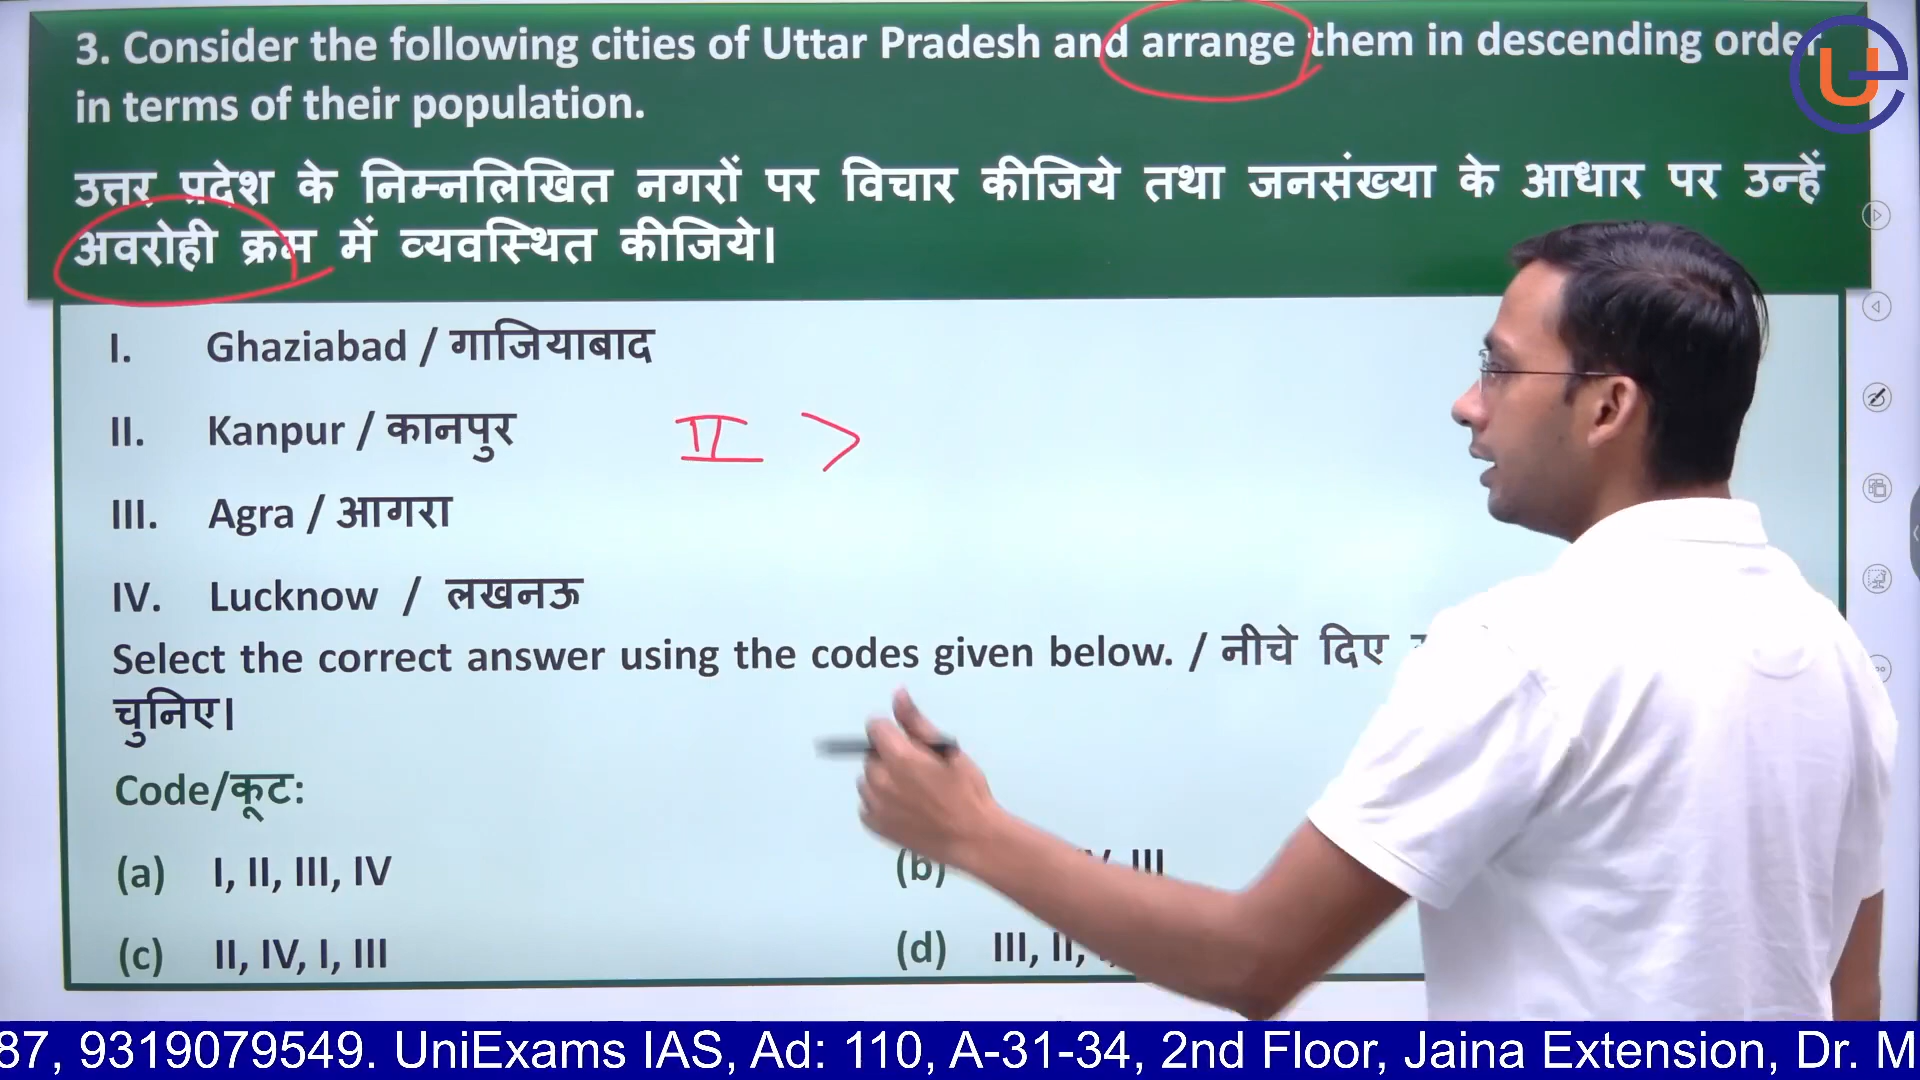 3. Consider the following cities of Uttar Pradesh and arrange them in descending order
in terms of their population.
उत्तर प्रदेश के निम्नलिखित नगरों पर विचार कीजिये तथा जनसंख्या के आधार पर उन्हें
अवरोही क्रम में व्यवस्थित कीजिये।
I. Ghaziabad / गाजियाबाद
II. Kanpur / कानपुर
II >
III. Agra / आगरा
IV. Lucknow / लखनऊ
Select the correct answer using the codes given below. / नीचे दिए
चुनिए।
Code/कूट:
(a) I, II, III, IV
(b) III
(c) II, IV, I, III
(d) III, II,
87, 9319079549. UniExams IAS, Ad: 110, A-31-34, 2nd Floor, Jaina Extension, Dr. M